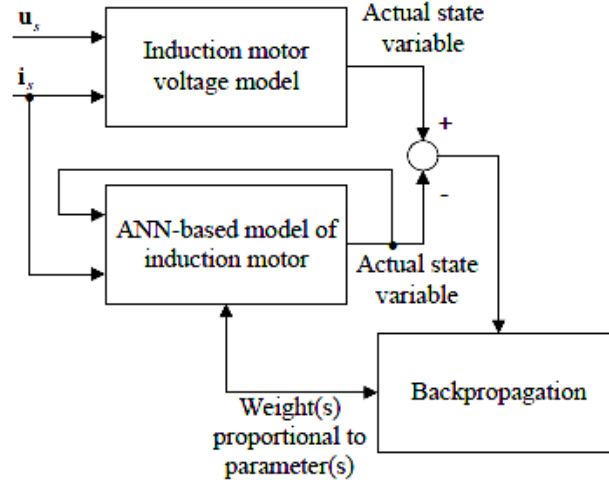 u_s
Actual state
variable
Induction motor
voltage model
i_s
+
-
ANN-based model of
induction motor
Actual state
variable
Backpropagation
Weight(s)
proportional to
parameter(s)